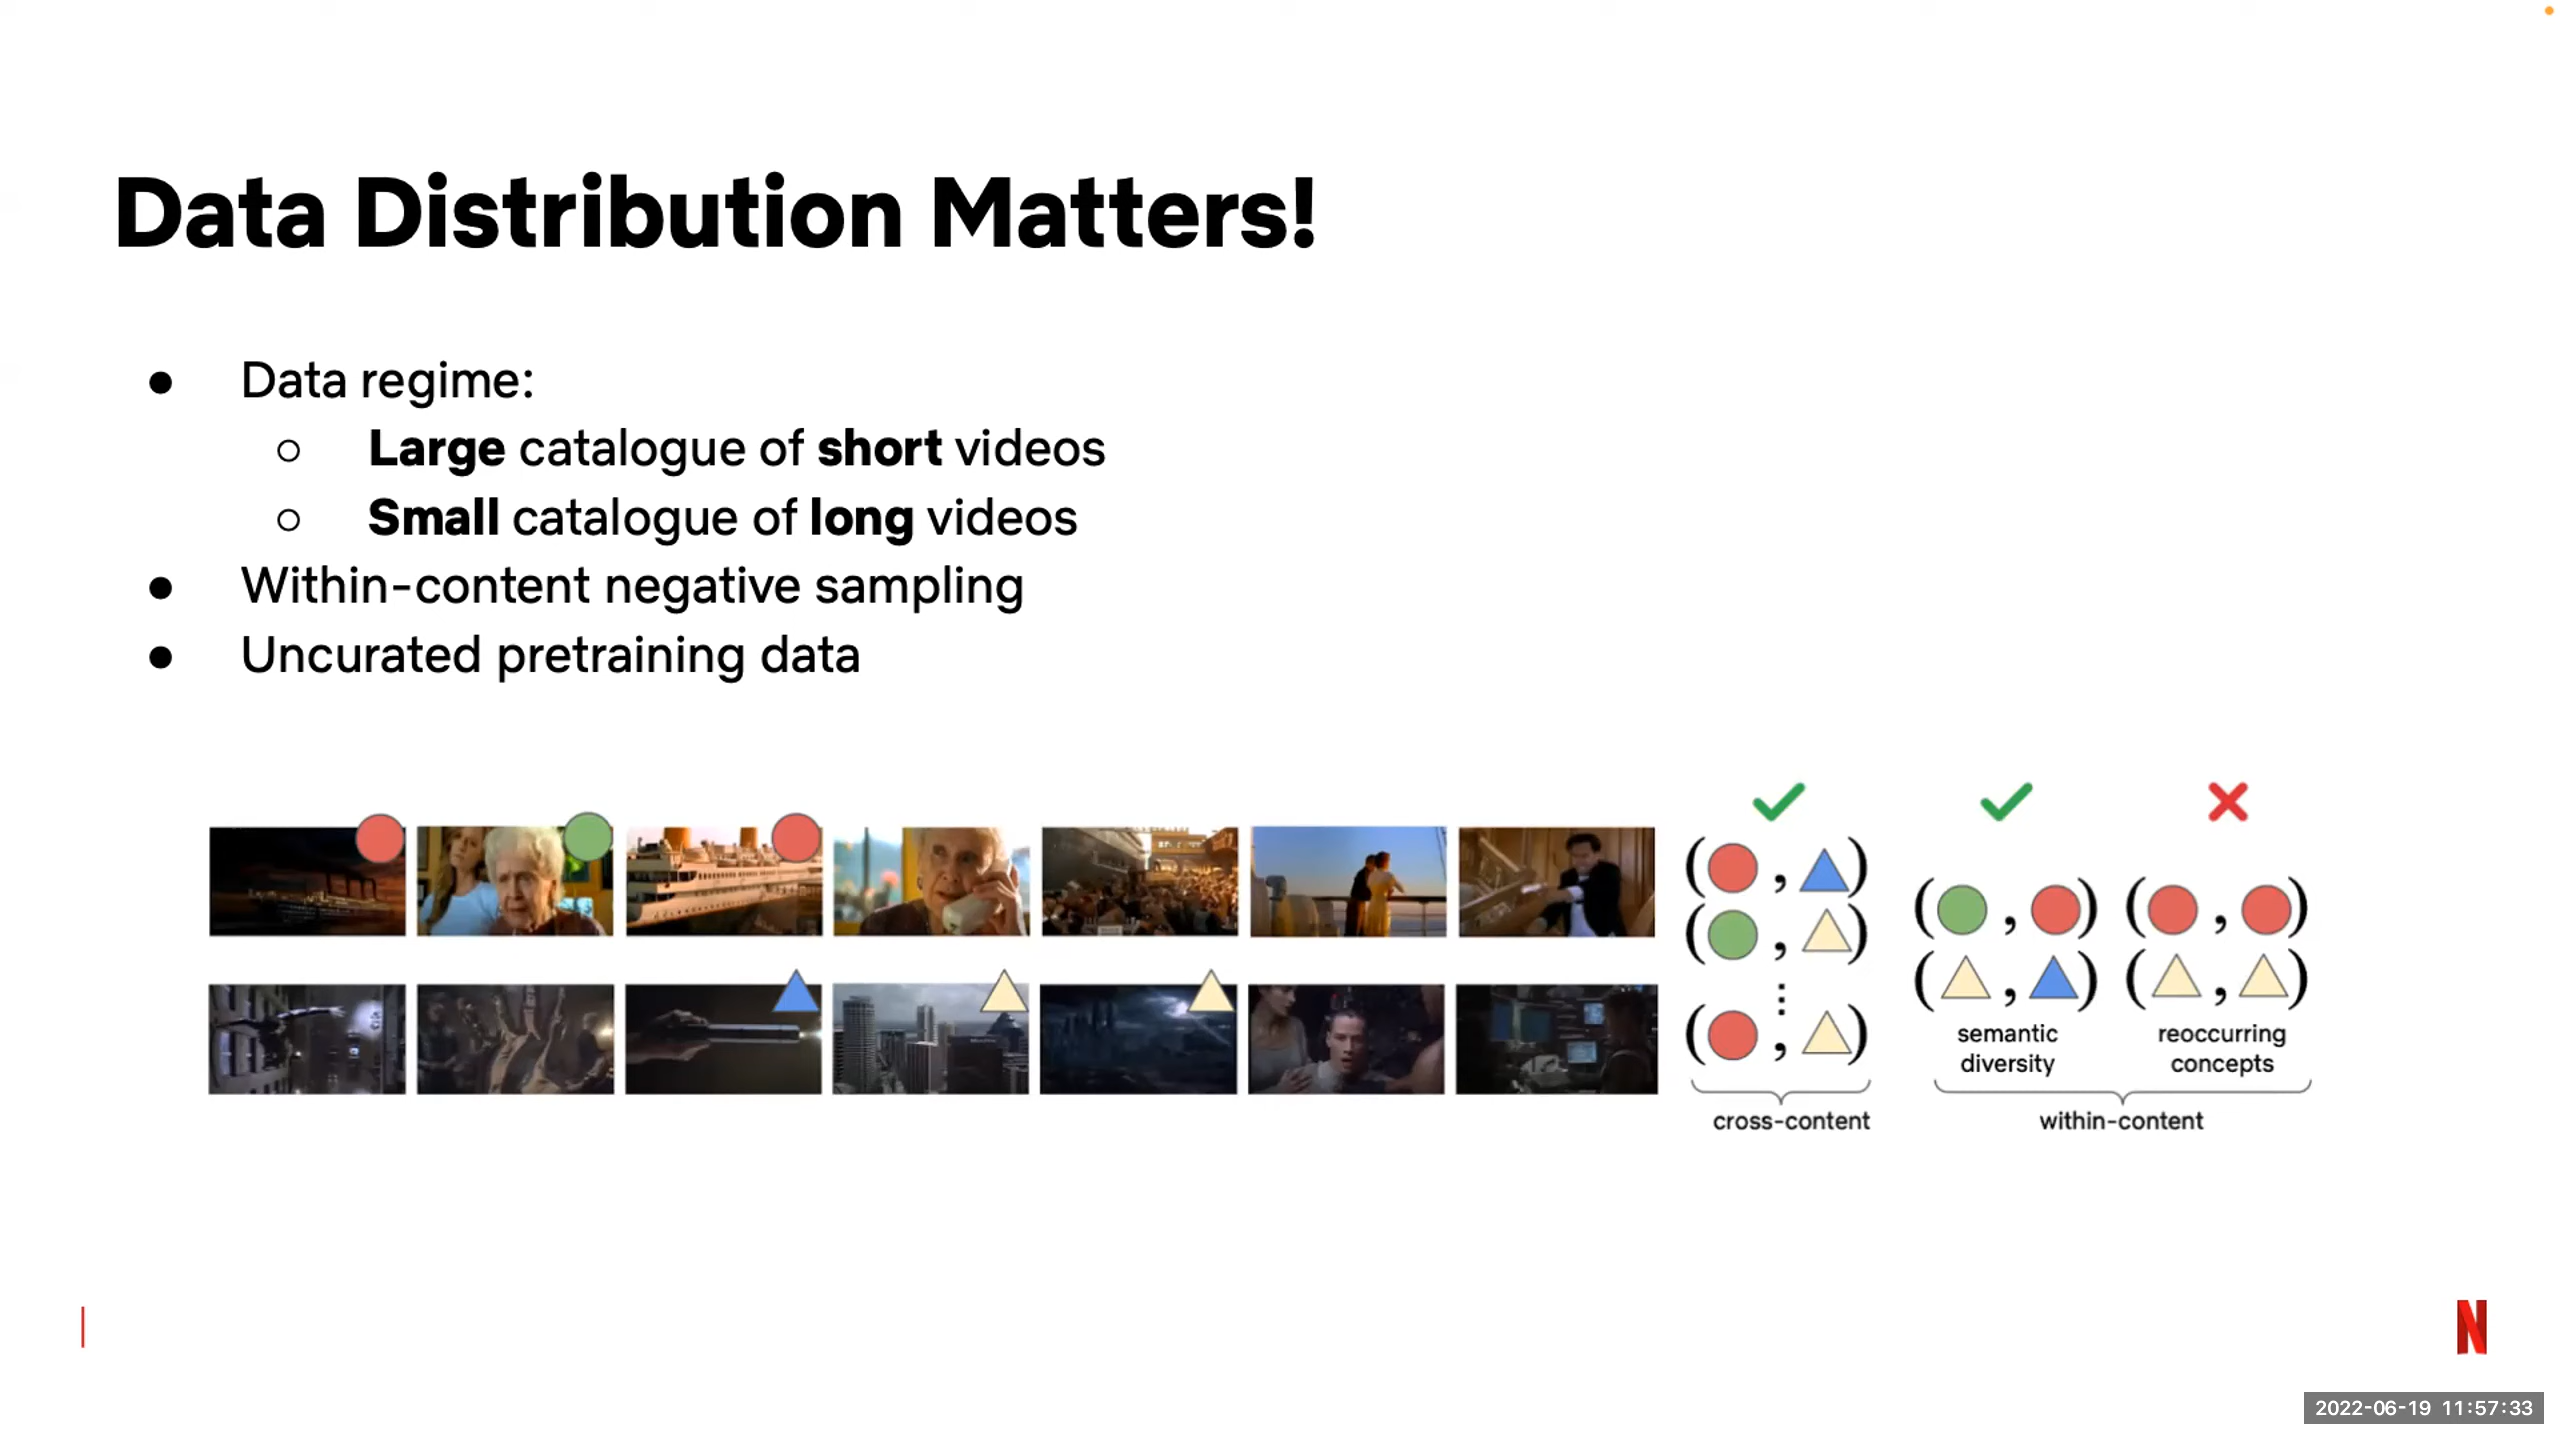 Data Distribution Matters!
● Data regime:
○ Large catalogue of short videos
○ Small catalogue of long videos
● Within-content negative sampling
● Uncurated pretraining data
( , )
( , )
⋮
( , )
cross-content
( , ) ( , )
( , ) ( , )
semantic
diversity
reoccurring
concepts
within-content
N
2022-06-19 11:57:33